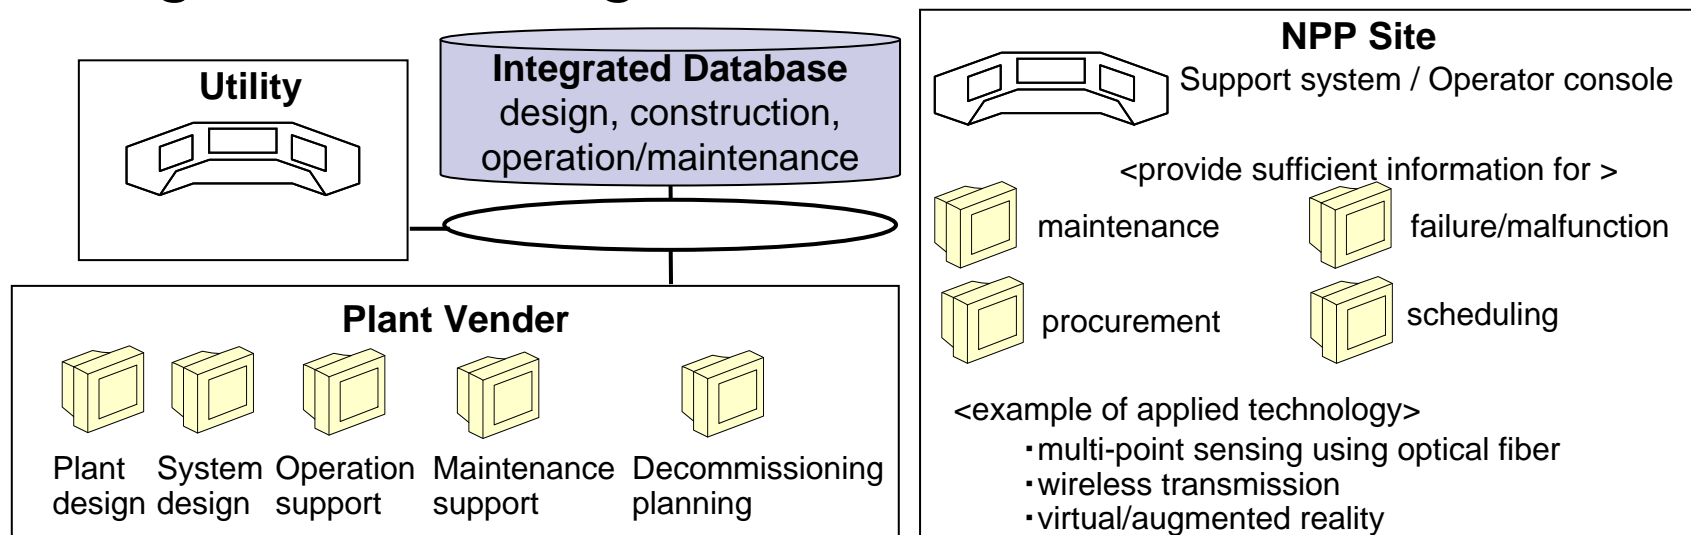 Utility
Integrated Database
design, construction,
operation/maintenance
Plant Vender
Plant
design
System
design
Operation
support
Maintenance
support
Decommissioning
planning
NPP Site
Support system / Operator console
<provide sufficient information for >
maintenance
failure/malfunction
procurement
scheduling
<example of applied technology>
・multi-point sensing using optical fiber
・wireless transmission
・virtual/augmented reality